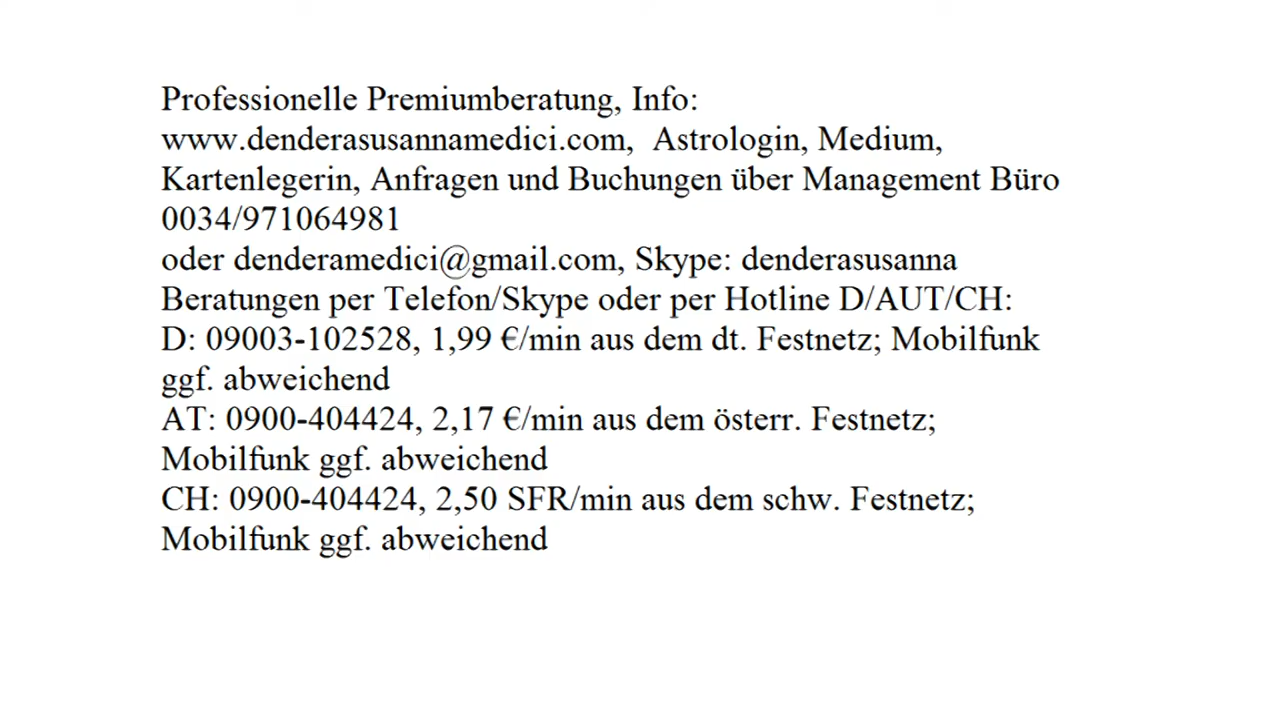 Professionelle Premiumberatung, Info:
www.denderasusannamedici.com,  Astrologin, Medium,
Kartenlegerin, Anfragen und Buchungen über Management Büro
0034/971064981
oder denderamedici@gmail.com, Skype: denderasusanna
Beratungen per Telefon/Skype oder per Hotline D/AUT/CH:
D: 09003-102528, 1,99 €/min aus dem dt. Festnetz; Mobilfunk
ggf. abweichend
AT: 0900-404424, 2,17 €/min aus dem österr. Festnetz;
Mobilfunk ggf. abweichend
CH: 0900-404424, 2,50 SFR/min aus dem schw. Festnetz;
Mobilfunk ggf. abweichend